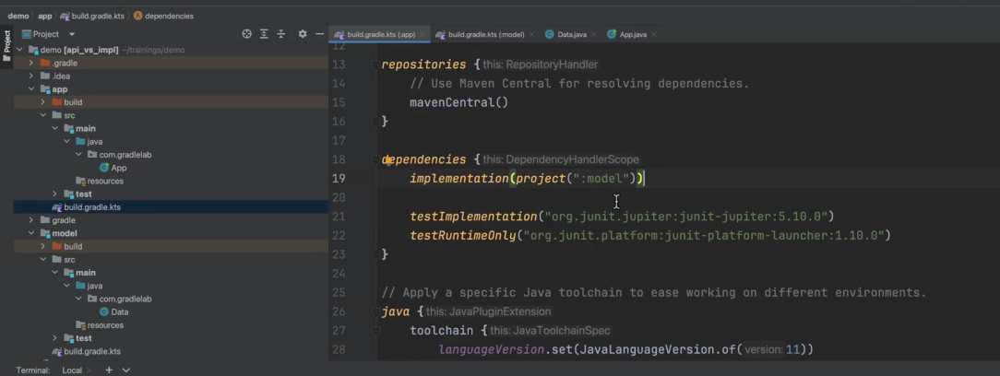 demo app build.gradle.kts dependencies
Project
Project
build.gradle.kts (:app) build.gradle.kts (:model) Data.java App.java
demo [api_vs_impl] ~/trainings/demo
.gradle
.idea
app
build
src
main
java
com.gradlelab
App
resources
test
build.gradle.kts
gradle
model
build
src
main
java
com.gradlelab
Data
resources
test
build.gradle.kts
12
13 repositories { this: RepositoryHandler
14 // Use Maven Central for resolving dependencies.
15 mavenCentral()
16 }
17
18 dependencies { this: DependencyHandlerScope
19 implementation(project(":model"))
20
21 testImplementation("org.junit.jupiter:junit-jupiter:5.10.0")
22 testRuntimeOnly("org.junit.platform:junit-platform-launcher:1.10.0")
23 }
24
25 // Apply a specific Java toolchain to ease working on different environments.
26 java { this: JavaPluginExtension
27 toolchain { this: JavaToolchainSpec
28 languageVersion.set(JavaLanguageVersion.of( version: 11))
Terminal: Local